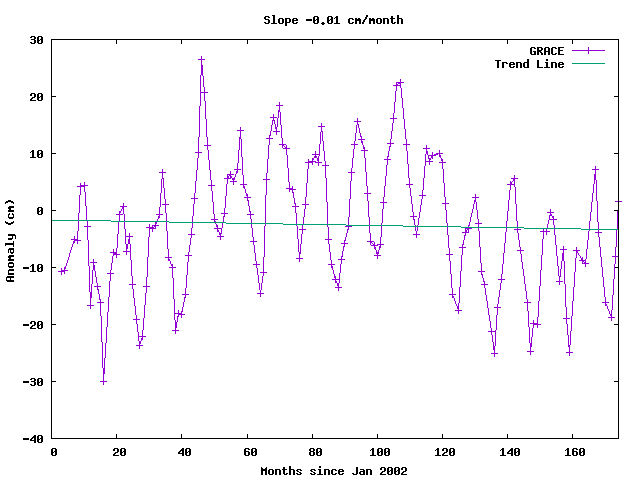 Slope -0.01 cm/month
GRACE
Trend Line
30
20
10
0
-10
-20
-30
-40
Anomaly (cm)
0 20 40 60 80 100 120 140 160
Months since Jan 2002